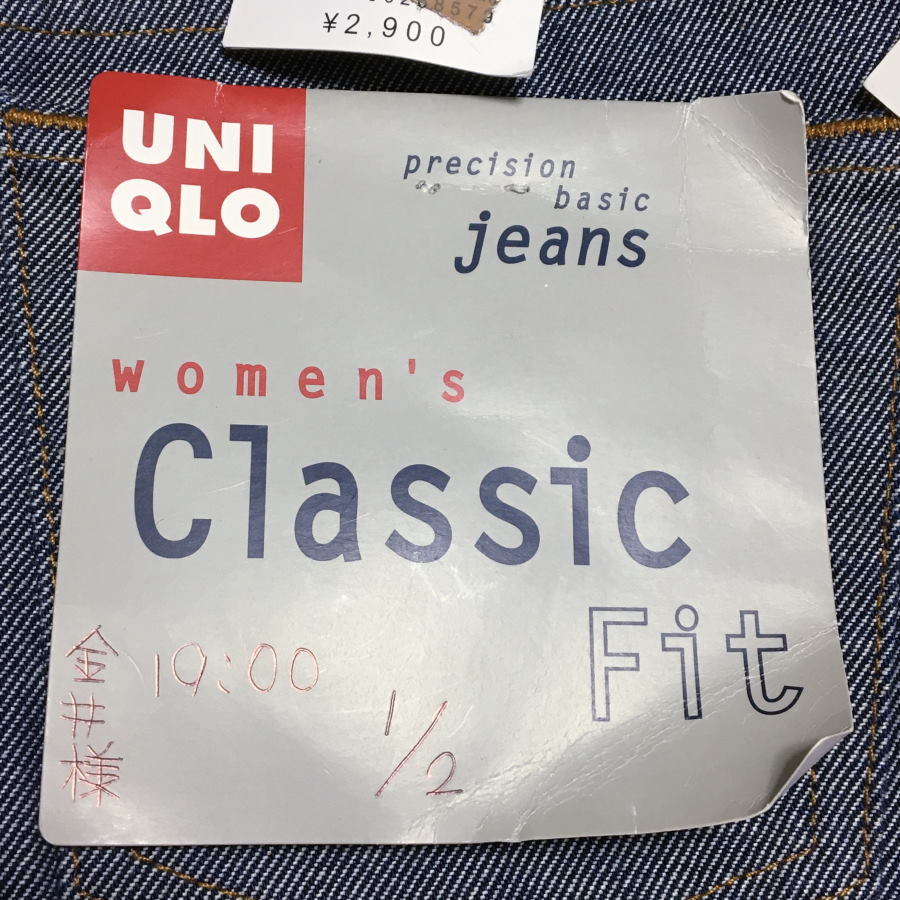 ¥2,900
UNI
QLO
precision
basic
jeans
women's
Classic
Fit
金井様
19:00
1/2